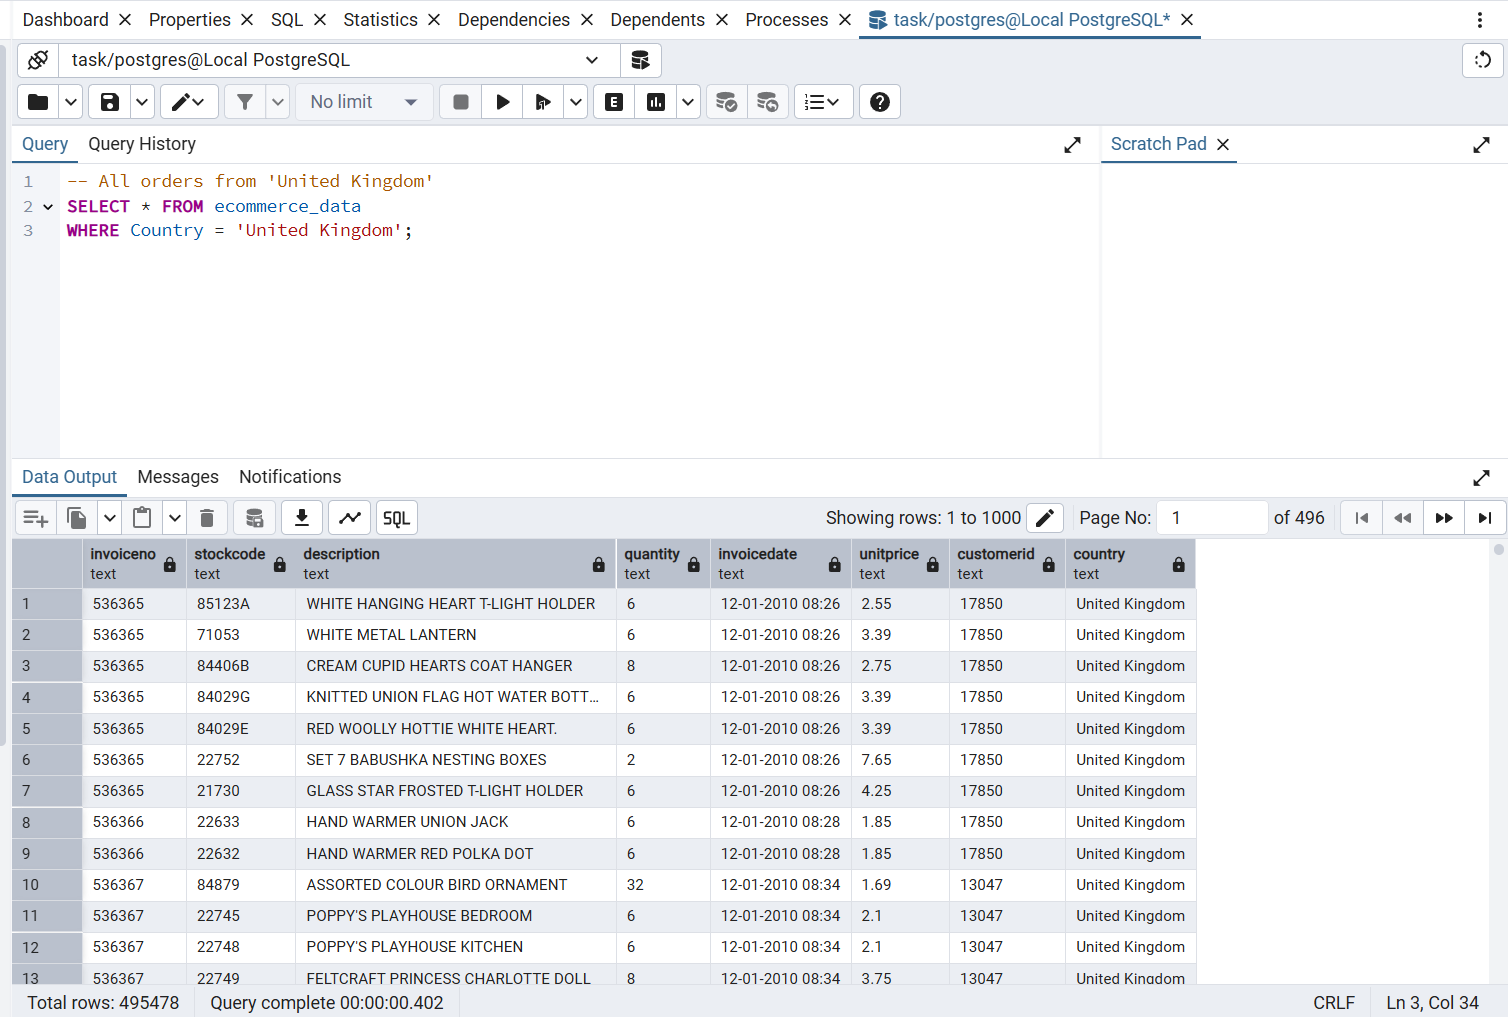 Dashboard Properties SQL Statistics Dependencies Dependents Processes task/postgres@Local PostgreSQL*
task/postgres@Local PostgreSQL
No limit E
Query Query History Scratch Pad
1 -- All orders from 'United Kingdom'
2 SELECT * FROM ecommerce_data
3 WHERE Country = 'United Kingdom';
Data Output Messages Notifications
SQL Showing rows: 1 to 1000 Page No: 1 of 496
invoiceno stockcode description quantity invoicedate unitprice customerid country
text text text text text text text text
1 536365 85123A WHITE HANGING HEART T-LIGHT HOLDER 6 12-01-2010 08:26 2.55 17850 United Kingdom
2 536365 71053 WHITE METAL LANTERN 6 12-01-2010 08:26 3.39 17850 United Kingdom
3 536365 84406B CREAM CUPID HEARTS COAT HANGER 8 12-01-2010 08:26 2.75 17850 United Kingdom
4 536365 84029G KNITTED UNION FLAG HOT WATER BOTT... 6 12-01-2010 08:26 3.39 17850 United Kingdom
5 536365 84029E RED WOOLLY HOTTIE WHITE HEART. 6 12-01-2010 08:26 3.39 17850 United Kingdom
6 536365 22752 SET 7 BABUSHKA NESTING BOXES 2 12-01-2010 08:26 7.65 17850 United Kingdom
7 536365 21730 GLASS STAR FROSTED T-LIGHT HOLDER 6 12-01-2010 08:26 4.25 17850 United Kingdom
8 536366 22633 HAND WARMER UNION JACK 6 12-01-2010 08:28 1.85 17850 United Kingdom
9 536366 22632 HAND WARMER RED POLKA DOT 6 12-01-2010 08:28 1.85 17850 United Kingdom
10 536367 84879 ASSORTED COLOUR BIRD ORNAMENT 32 12-01-2010 08:34 1.69 13047 United Kingdom
11 536367 22745 POPPY'S PLAYHOUSE BEDROOM 6 12-01-2010 08:34 2.1 13047 United Kingdom
12 536367 22748 POPPY'S PLAYHOUSE KITCHEN 6 12-01-2010 08:34 2.1 13047 United Kingdom
13 536367 22749 FELTCRAFT PRINCESS CHARLOTTE DOLL 8 12-01-2010 08:34 3.75 13047 United Kingdom
Total rows: 495478 Query complete 00:00:00.402 CRLF Ln 3, Col 34